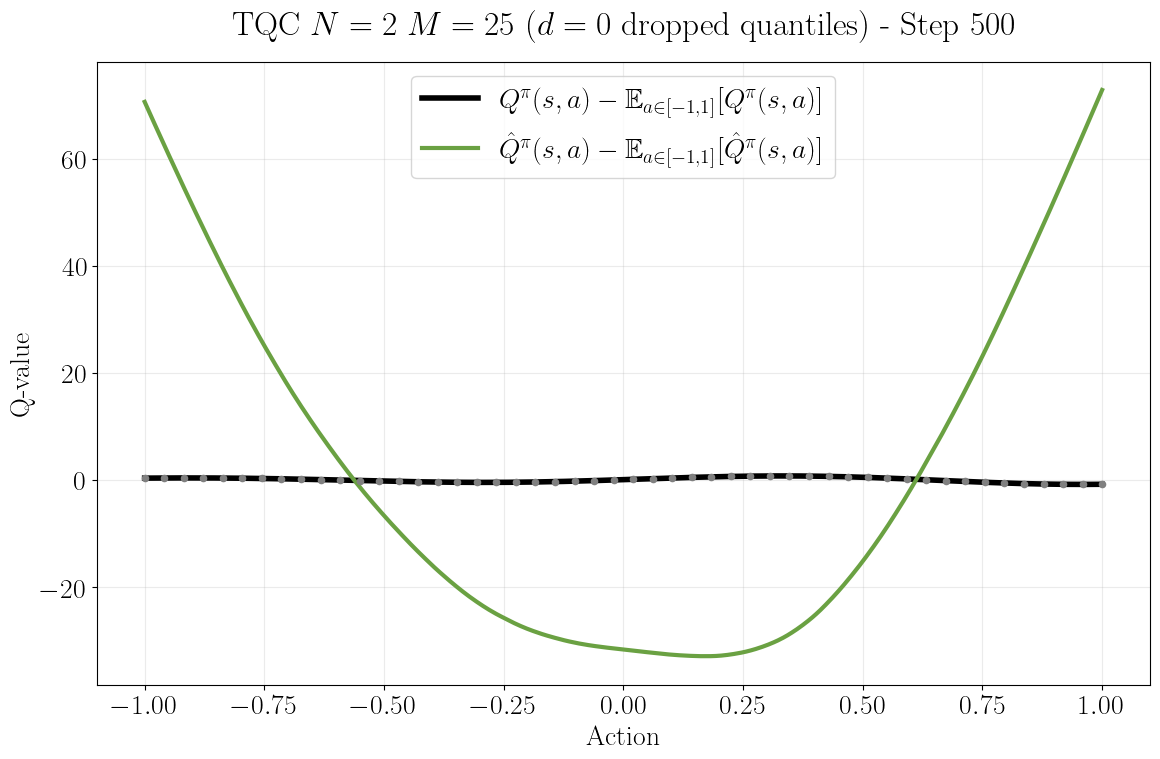 TQC N = 2 M = 25 (d = 0 dropped quantiles) - Step 500
Q^π(s, a) − 𝔼_{a∈[−1,1]}[Q^π(s, a)]
Q̂^π(s, a) − 𝔼_{a∈[−1,1]}[Q̂^π(s, a)]
60
40
20
0
−20
Q-value
−1.00 −0.75 −0.50 −0.25 0.00 0.25 0.50 0.75 1.00
Action